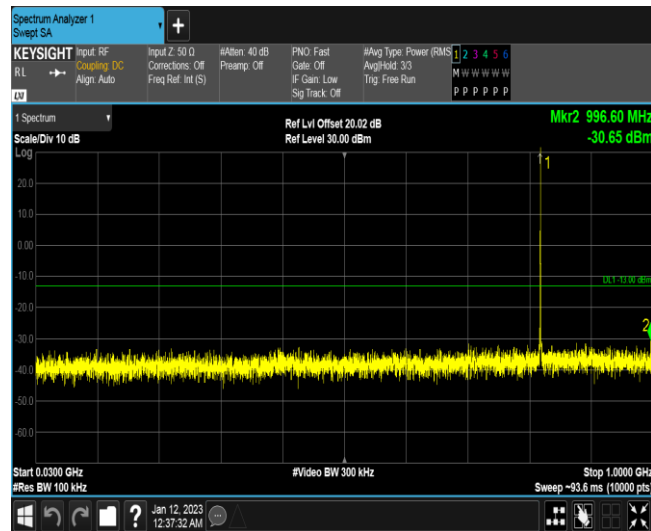 Spectrum Analyzer 1
Swept SA
+
KEYSIGHT
RL
LXI
Input: RF
Coupling: DC
Align: Auto
Input Z: 50 Ω
Corrections: Off
Freq Ref: Int (S)
#Atten: 40 dB
Preamp: Off
PNO: Fast
Gate: Off
IF Gain: Low
Sig Track: Off
#Avg Type: Power (RMS
Avg|Hold: 3/3
Trig: Free Run
1 2 3 4 5 6
M W W W W W
P P P P P P
1 Spectrum
Scale/Div 10 dB
Log
Ref Lvl Offset 20.02 dB
Ref Level 30.00 dBm
Mkr2 996.60 MHz
-30.65 dBm
1
20.0
10.0
0.00
-10.0
DL1 -13.00 dBm
-20.0
2
-30.0
-40.0
-50.0
-60.0
Start 0.0300 GHz
#Res BW 100 kHz
#Video BW 300 kHz
Stop 1.0000 GHz
Sweep ~93.6 ms (10000 pts)
?
Jan 12, 2023
12:37:32 AM